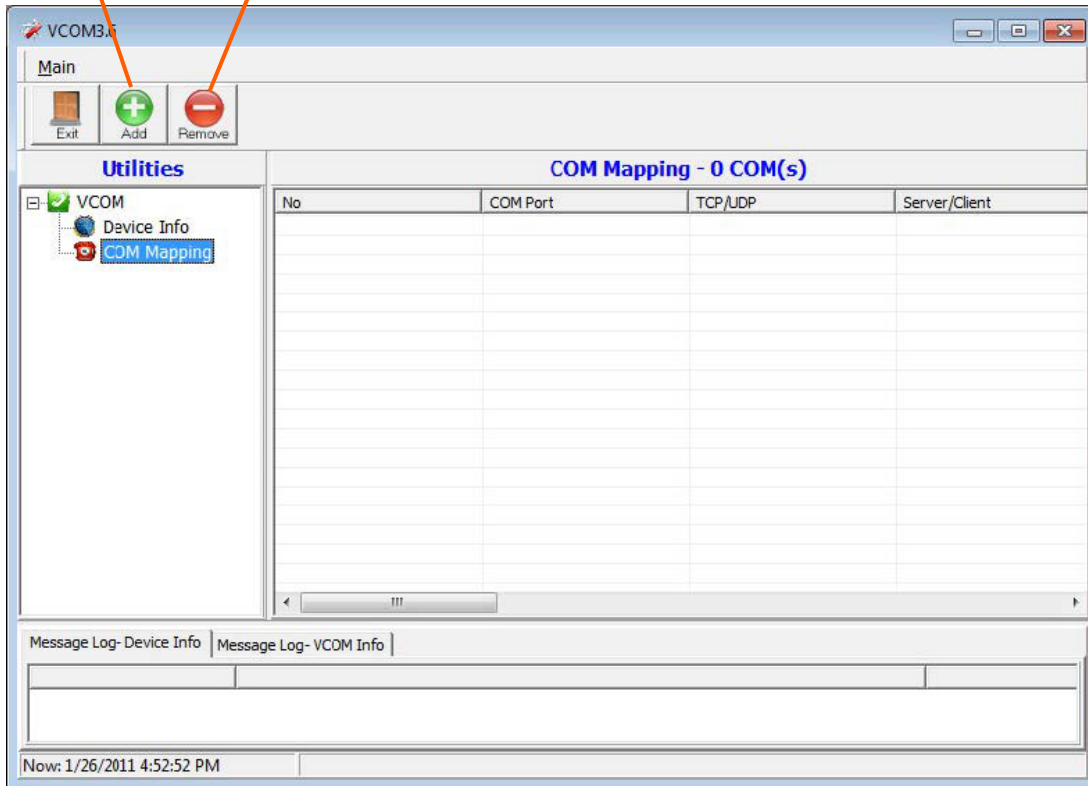 VCOM3.6
Main
Exit Add Remove
Utilities
COM Mapping - 0 COM(s)
VCOM
Device Info
COM Mapping
No COM Port TCP/UDP Server/Client
Message Log- Device Info Message Log- VCOM Info
Now: 1/26/2011 4:52:52 PM